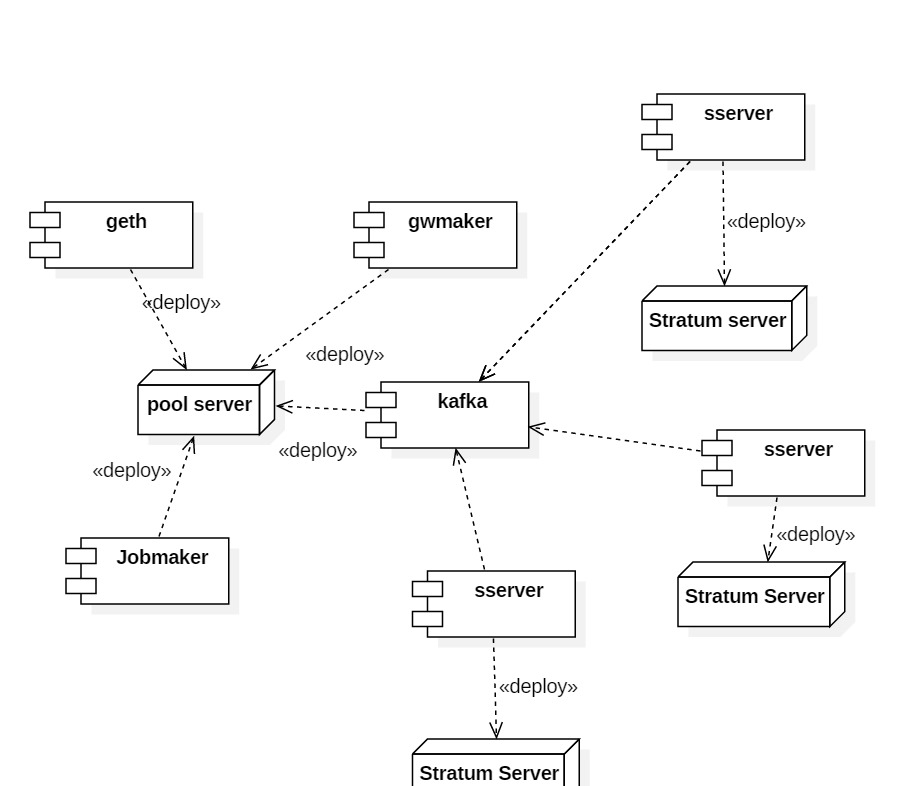 sserver
geth
gwmaker
«deploy»
«deploy»
Stratum server
«deploy»
pool server
kafka
«deploy»
sserver
«deploy»
«deploy»
Jobmaker
sserver
Stratum Server
«deploy»
Stratum Server